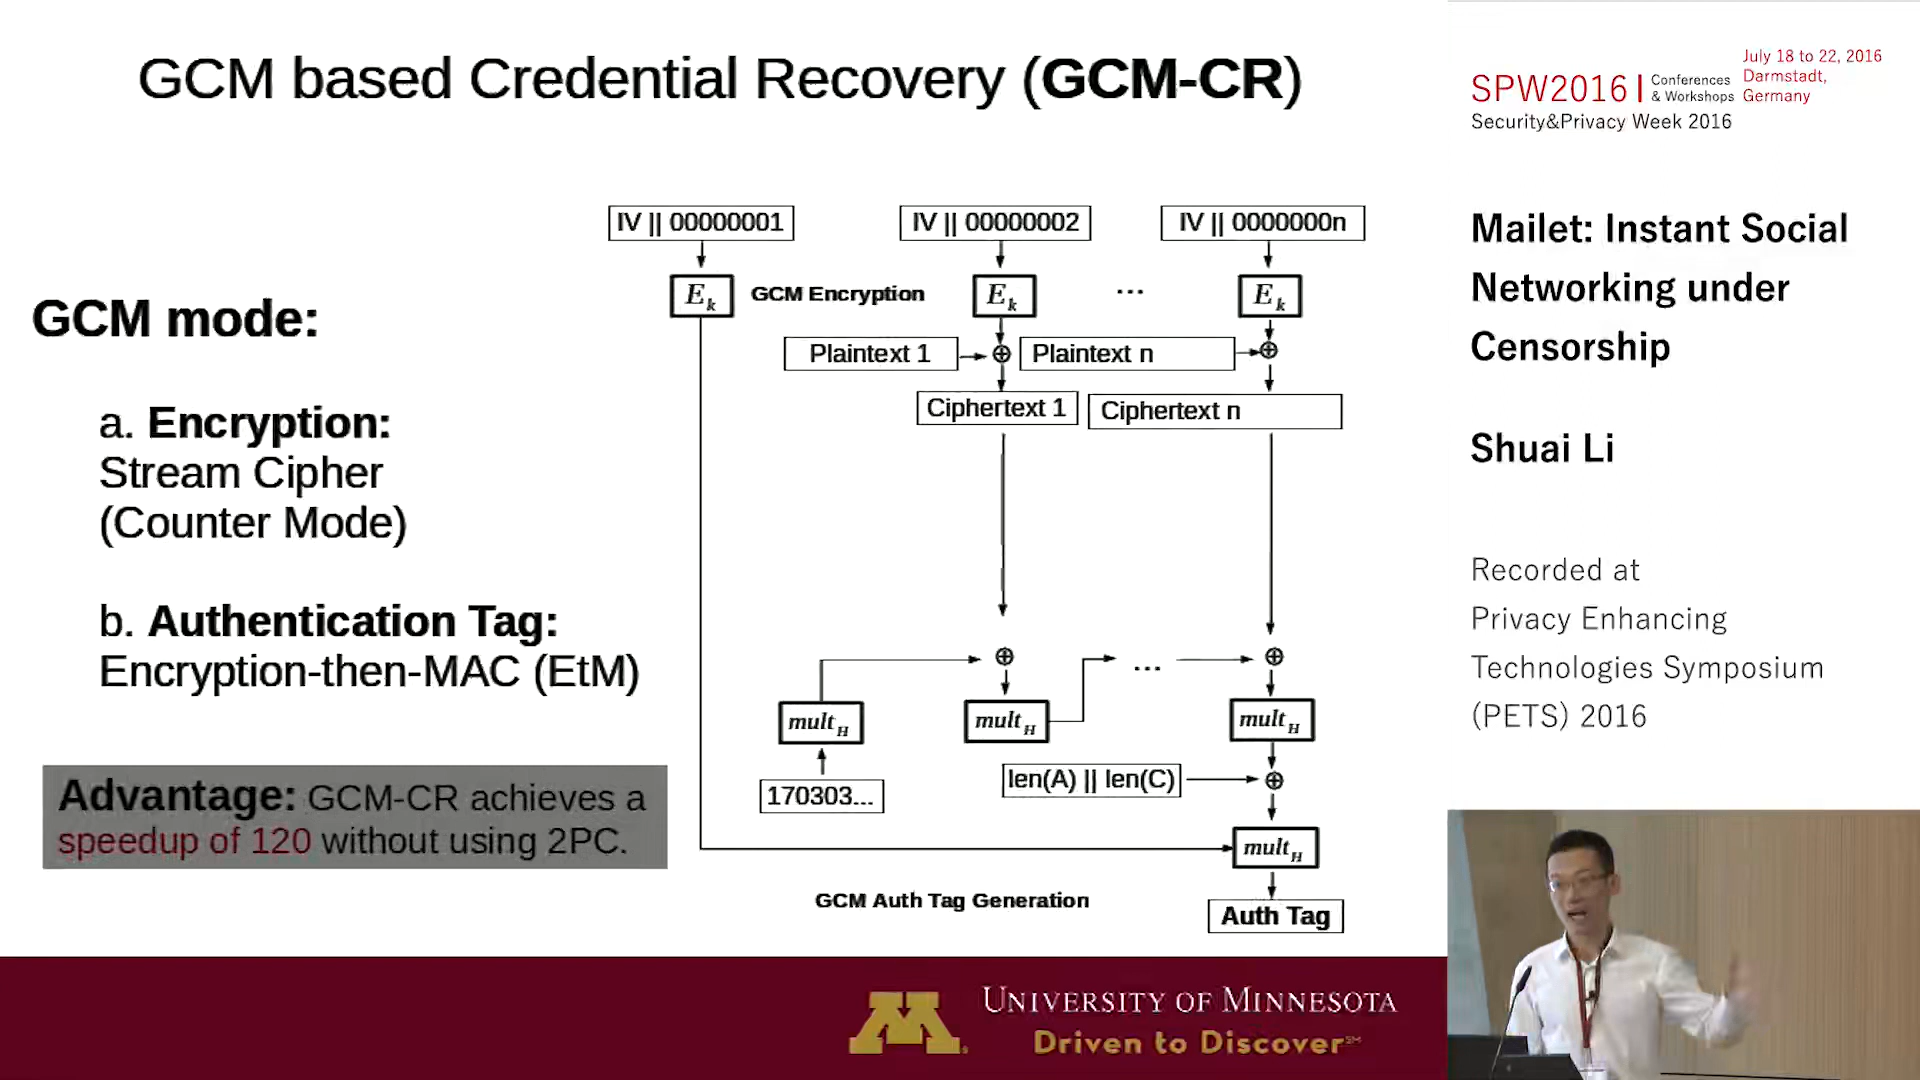 GCM based Credential Recovery (GCM-CR)
GCM mode:
a. Encryption:
Stream Cipher
(Counter Mode)
b. Authentication Tag:
Encryption-then-MAC (EtM)
Advantage: GCM-CR achieves a
speedup of 120 without using 2PC.
IV || 00000001
IV || 00000002
IV || 0000000n
Ek
GCM Encryption
Ek
...
Ek
Plaintext 1
⊕
Plaintext n
⊕
Ciphertext 1
Ciphertext n
⊕
...
⊕
multH
multH
multH
170303...
len(A) || len(C)
⊕
multH
GCM Auth Tag Generation
Auth Tag
M
UNIVERSITY OF MINNESOTA
Driven to Discover℠
SPW2016 | Conferences
& Workshops
July 18 to 22, 2016
Darmstadt,
Germany
Security&Privacy Week 2016
Mailet: Instant Social
Networking under
Censorship
Shuai Li
Recorded at
Privacy Enhancing
Technologies Symposium
(PETS) 2016